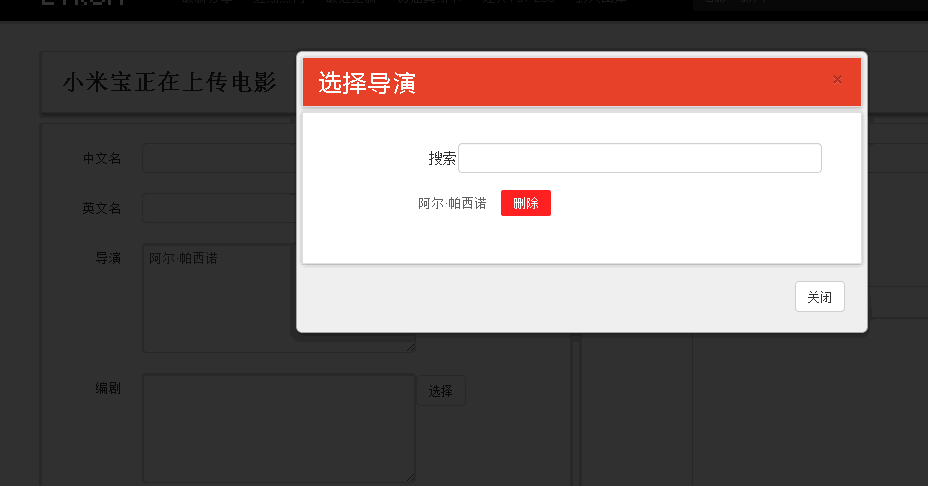 小米宝正在上传电影
选择导演
×
中文名
搜索
英文名
阿尔·帕西诺 删除
导演
阿尔·帕西诺
关闭
编剧
选择